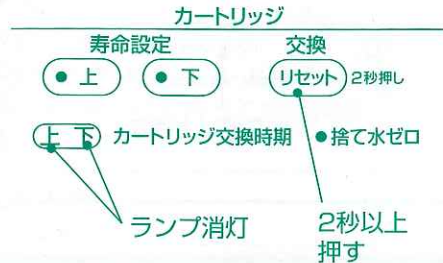 カートリッジ
寿命設定 交換
上 下 リセット 2秒押し
上 下 カートリッジ交換時期 ●捨て水ゼロ
ランプ消灯 2秒以上
押す